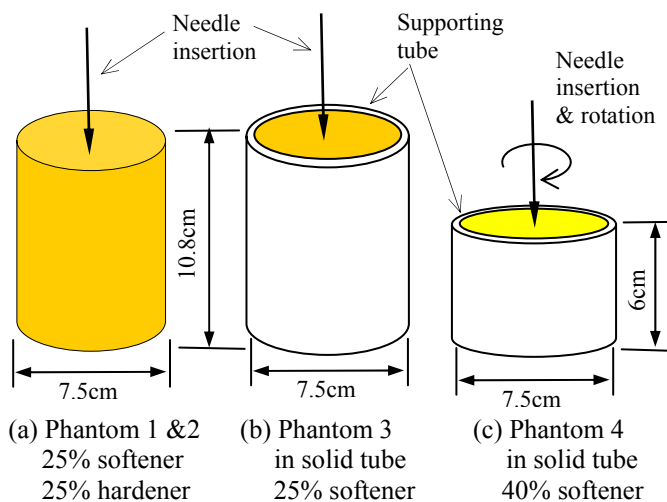 Needle
insertion
Supporting
tube
Needle
insertion
& rotation
10.8cm
6cm
7.5cm
7.5cm
7.5cm
(a) Phantom 1 &2
25% softener
25% hardener
(b) Phantom 3
in solid tube
25% softener
(c) Phantom 4
in solid tube
40% softener